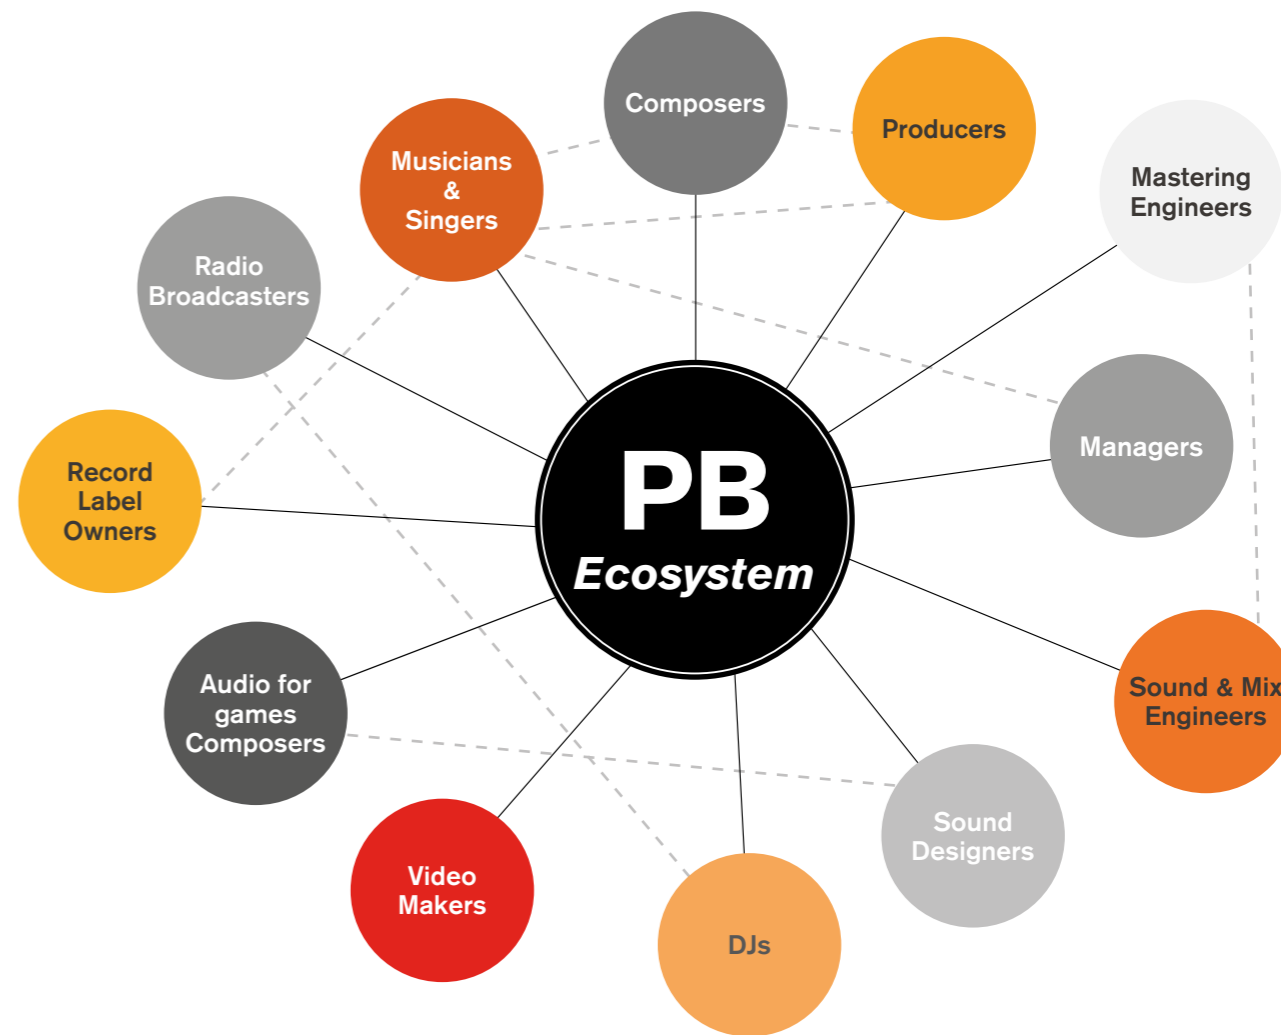 Composers
Producers
Musicians
&
Singers
Mastering
Engineers
Radio
Broadcasters
Managers
PB
Ecosystem
Record
Label
Owners
Audio for
games
Composers
Sound & Mix
Engineers
Sound
Designers
Video
Makers
DJs